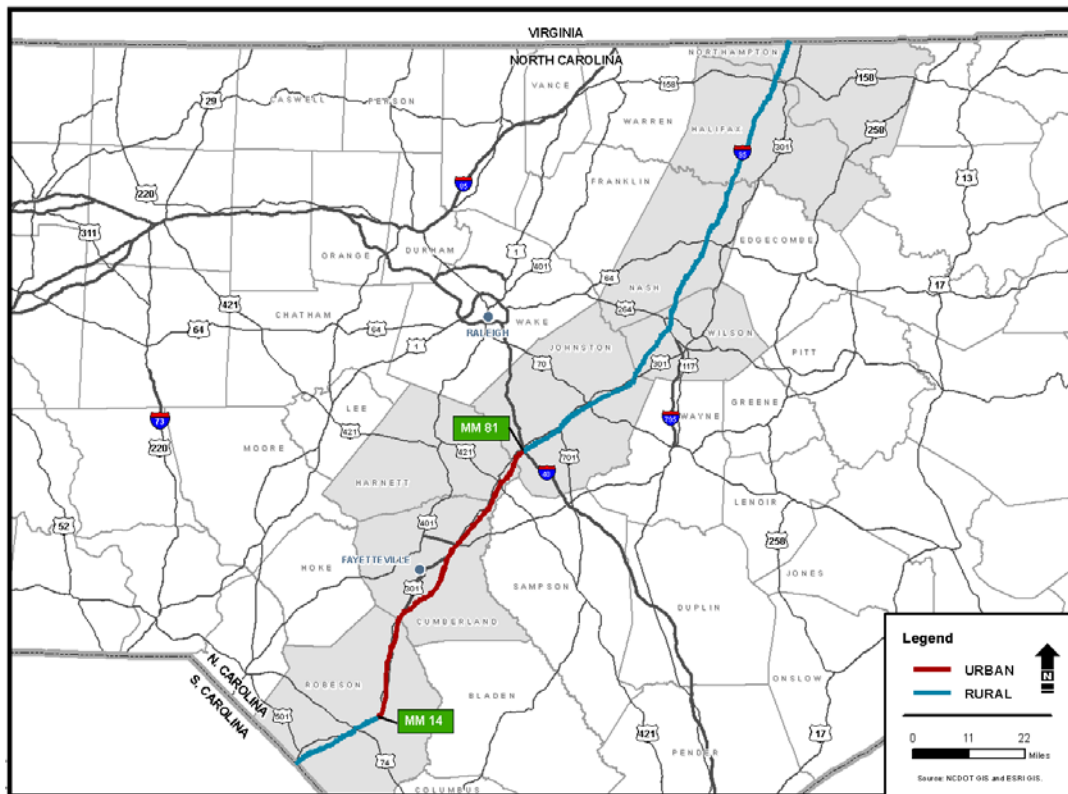 VIRGINIA
NORTH CAROLINA
NORTHAMPTON
CASWELL
PERSON
VANCE
WARREN
HALIFAX
29
158
158
258
301
95
85
13
220
FRANKLIN
311
ORANGE
DURHAM
1
401
EDGECOMBE
64
NASH
17
421
CHATHAM
64
64
264
WAKE
RALEIGH
WILSON
1
JOHNSTON
70
301
117
PITT
LEE
GREENE
73
220
421
MM 81
795
WAYNE
MOORE
421
701
40
HARNETT
LENOIR
52
401
258
HOKE
FAYETTEVILLE
301
SAMPSON
JONES
CUMBERLAND
DUPLIN
N. CAROLINA
S. CAROLINA
ROBESON
BLADEN
ONSLOW
501
MM 14
74
421
17
PENDER
COLUMBUS
Legend
URBAN
RURAL
N
0 11 22
Miles
Source: NCDOT GIS and ESRI GIS.